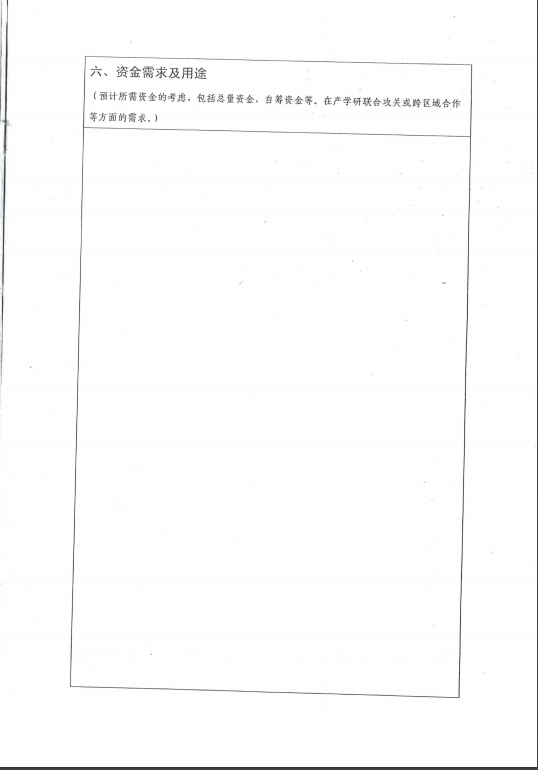 六、资金需求及用途
(预计所需资金的考虑，包括总量资金、自筹资金等。在产学研联合攻关或跨区域合作
等方面的需求。)